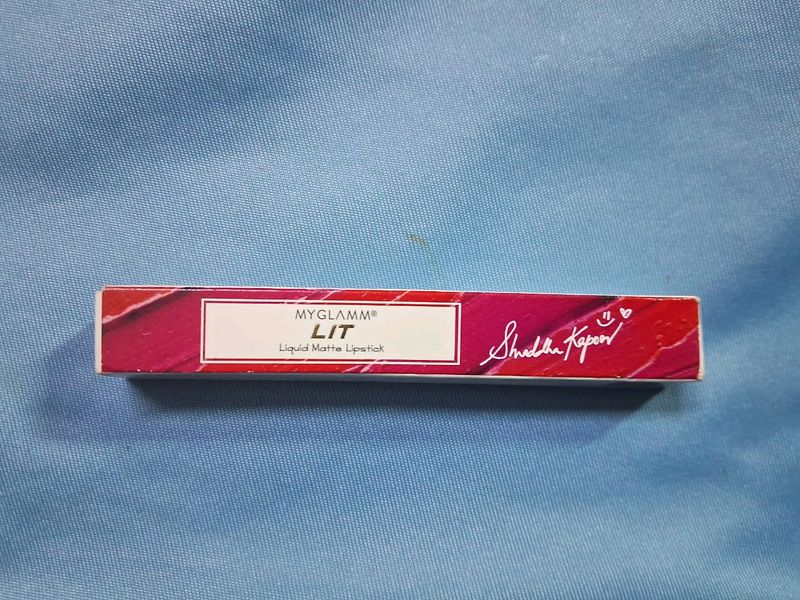 MYGLAMM®
LIT
Liquid Matte Lipstick
Shraddha Kapoor